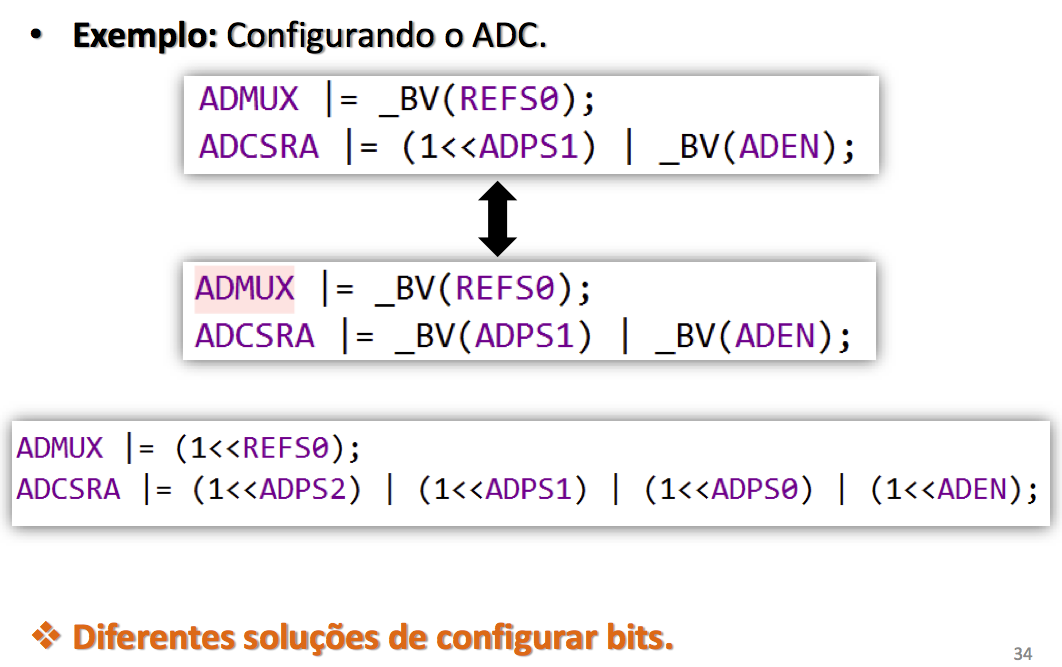 • Exemplo: Configurando o ADC.
ADMUX |= _BV(REFS0);
ADCSRA |= (1<<ADPS1) | _BV(ADEN);
ADMUX |= _BV(REFS0);
ADCSRA |= _BV(ADPS1) | _BV(ADEN);
ADMUX |= (1<<REFS0);
ADCSRA |= (1<<ADPS2) | (1<<ADPS1) | (1<<ADPS0) | (1<<ADEN);
❖ Diferentes soluções de configurar bits.
34